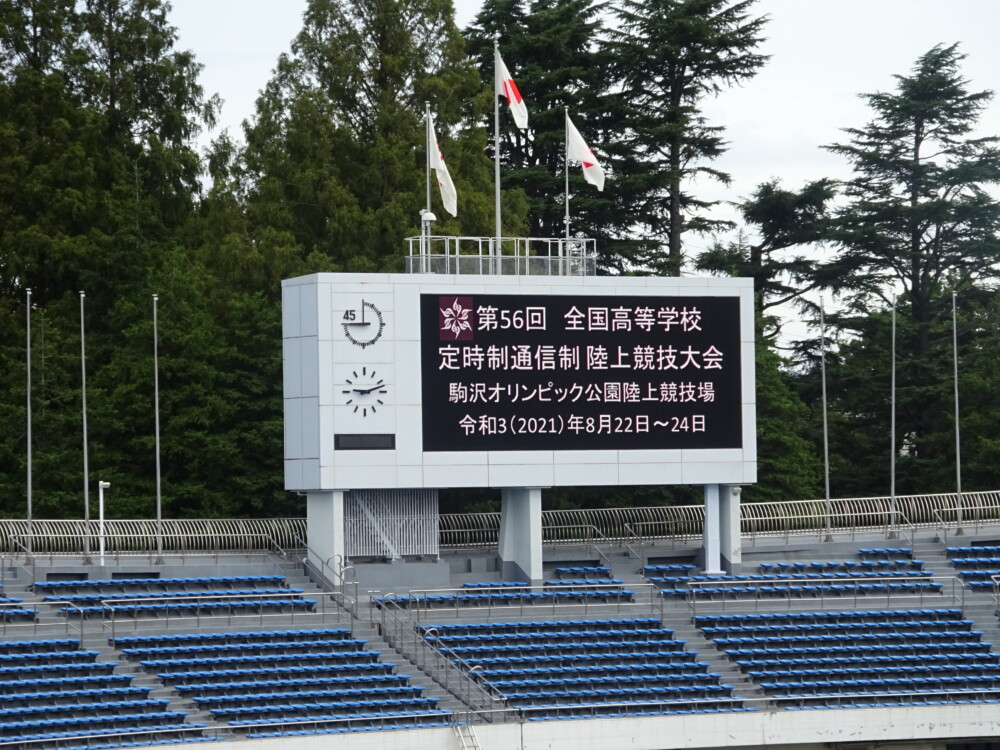 45
第56回 全国高等学校
定時制通信制 陸上競技大会
駒沢オリンピック公園陸上競技場
令和3(2021)年8月22日～24日